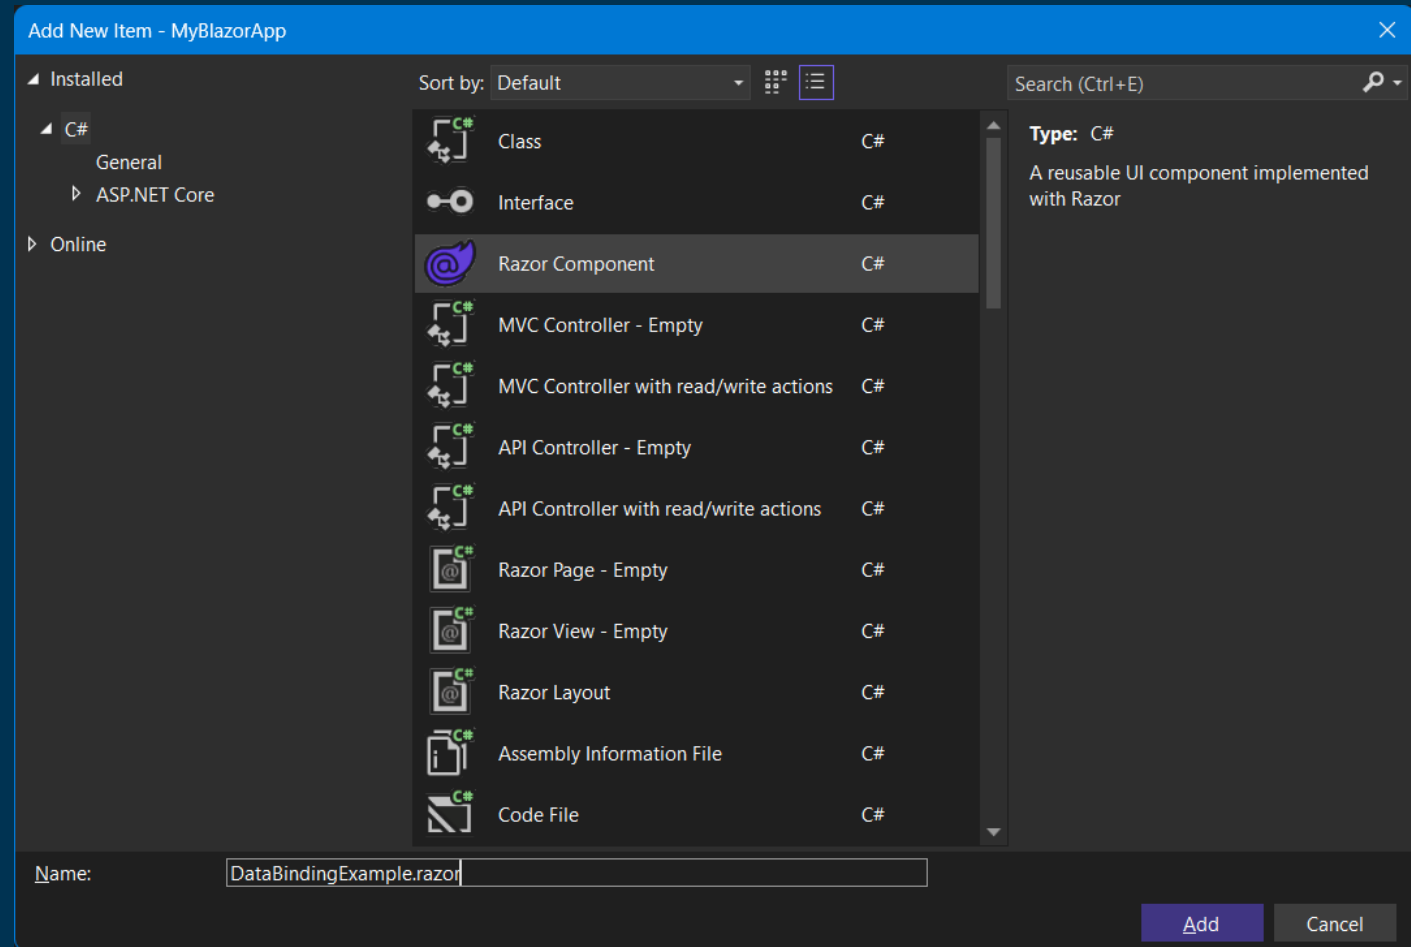 Add New Item - MyBlazorApp
Installed
C#
General
ASP.NET Core
Online
Sort by: Default
Search (Ctrl+E)
C# Class C#
Interface C#
@ Razor Component C#
C# MVC Controller - Empty C#
C# MVC Controller with read/write actions C#
C# API Controller - Empty C#
C# API Controller with read/write actions C#
C# @ Razor Page - Empty C#
C# @ Razor View - Empty C#
C# @ Razor Layout C#
C# i Assembly Information File C#
C# Code File C#
Type: C#
A reusable UI component implemented
with Razor
Name: DataBindingExample.razor
Add Cancel